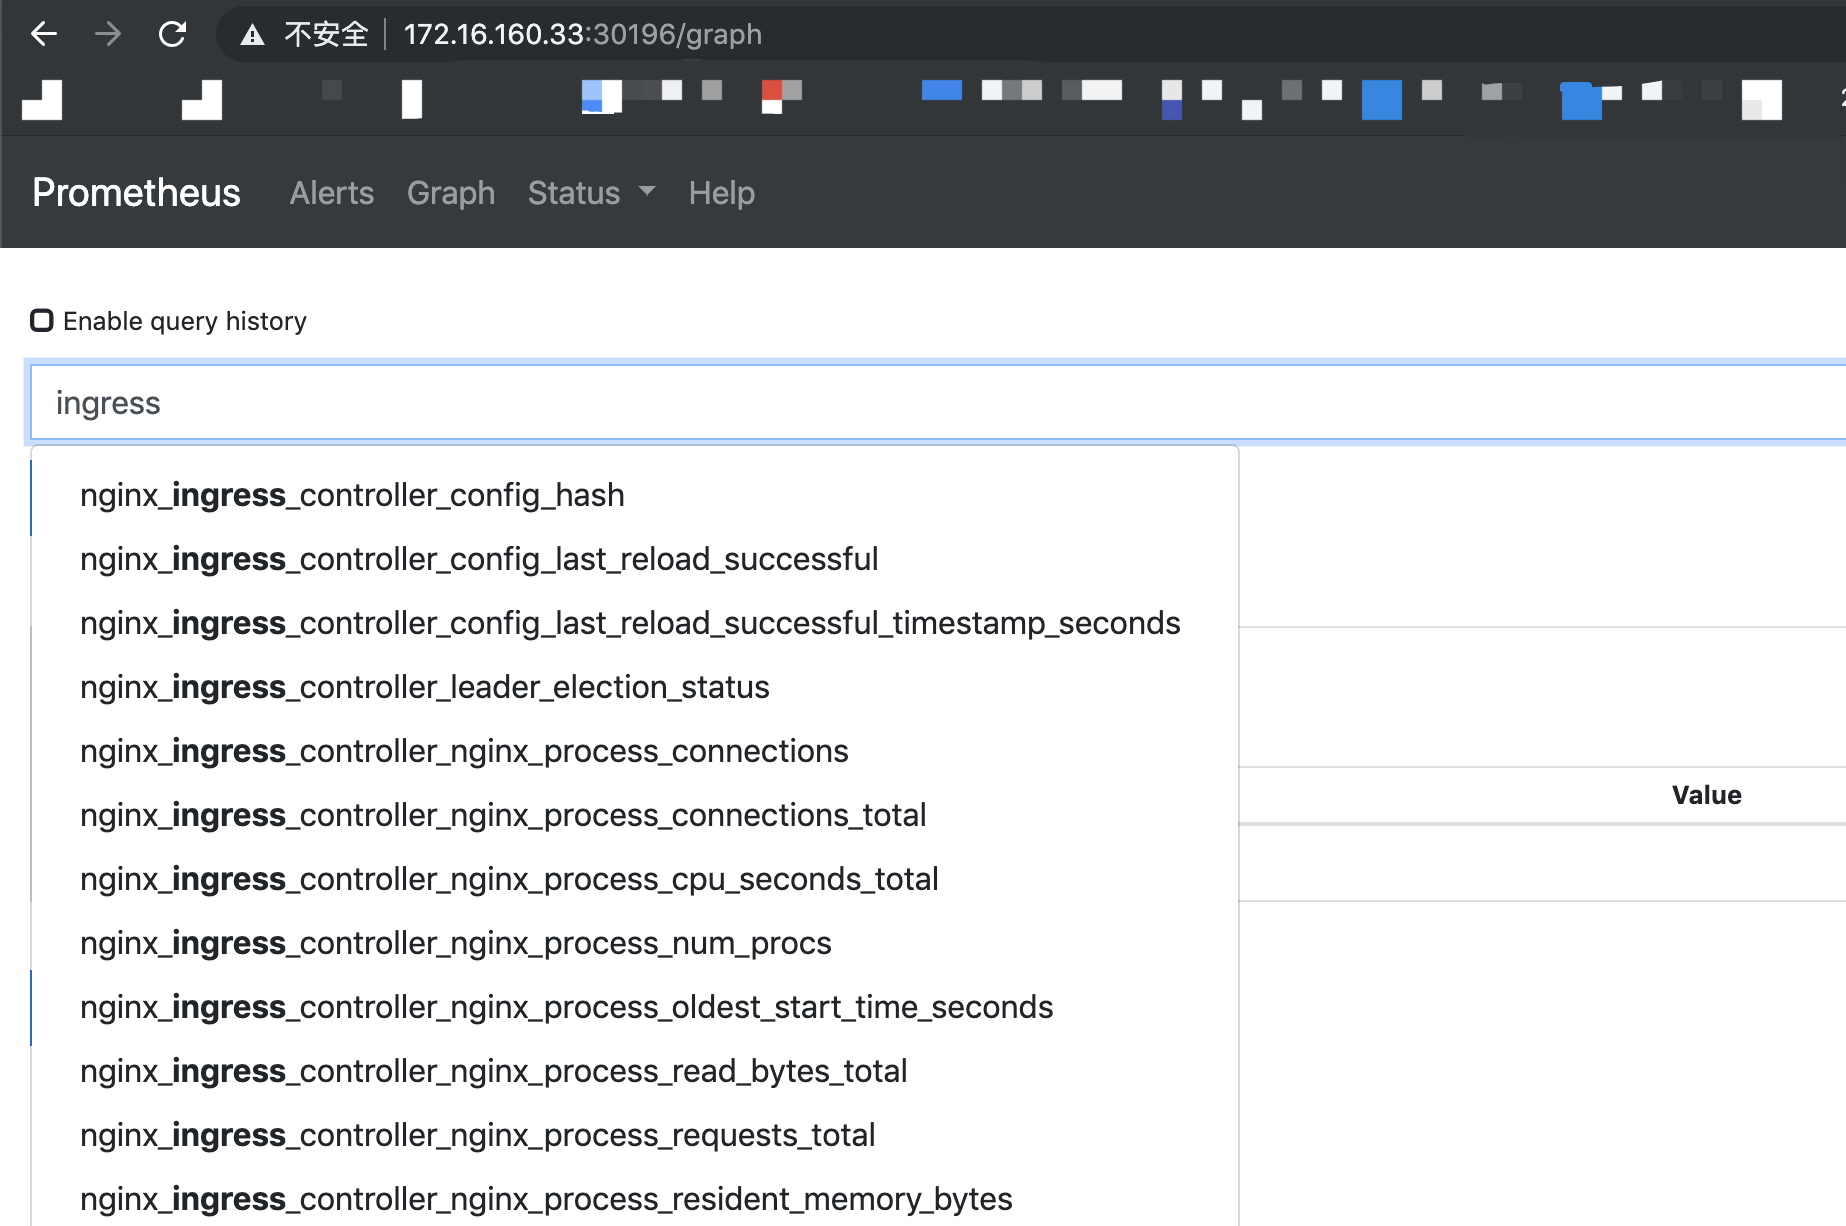 不安全 172.16.160.33:30196/graph
Prometheus Alerts Graph Status Help
Enable query history
ingress
nginx_ingress_controller_config_hash
nginx_ingress_controller_config_last_reload_successful
nginx_ingress_controller_config_last_reload_successful_timestamp_seconds
nginx_ingress_controller_leader_election_status
nginx_ingress_controller_nginx_process_connections
Value
nginx_ingress_controller_nginx_process_connections_total
nginx_ingress_controller_nginx_process_cpu_seconds_total
nginx_ingress_controller_nginx_process_num_procs
nginx_ingress_controller_nginx_process_oldest_start_time_seconds
nginx_ingress_controller_nginx_process_read_bytes_total
nginx_ingress_controller_nginx_process_requests_total
nginx_ingress_controller_nginx_process_resident_memory_bytes